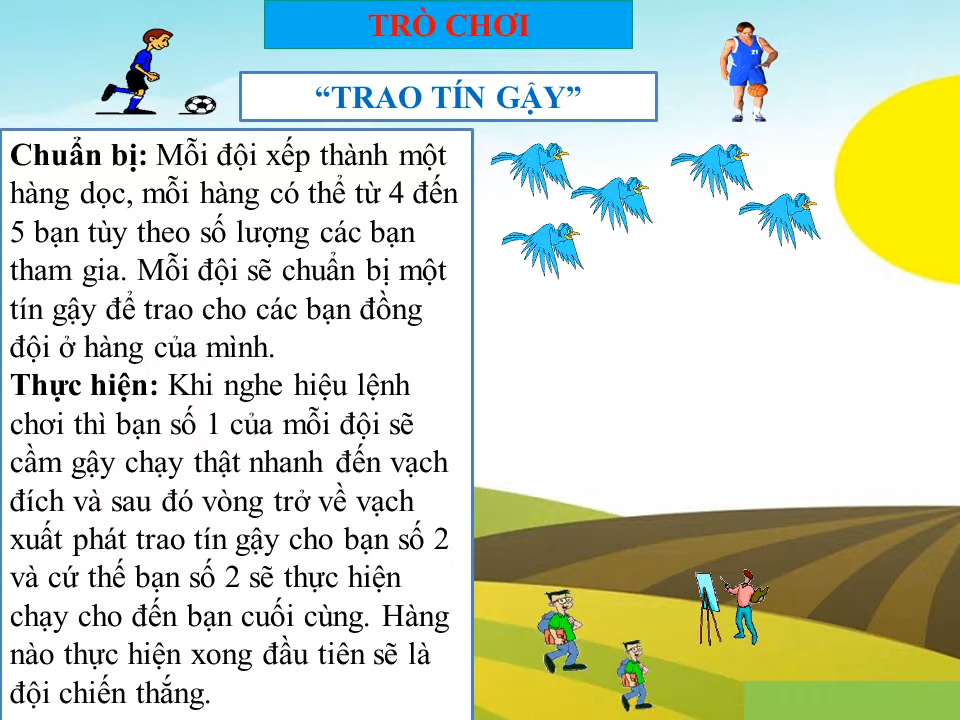 TRÒ CHƠI
“TRAO TÍN GẬY”
Chuẩn bị: Mỗi đội xếp thành một
hàng dọc, mỗi hàng có thể từ 4 đến
5 bạn tùy theo số lượng các bạn
tham gia. Mỗi đội sẽ chuẩn bị một
tín gậy để trao cho các bạn đồng
đội ở hàng của mình.
Thực hiện: Khi nghe hiệu lệnh
chơi thì bạn số 1 của mỗi đội sẽ
cầm gậy chạy thật nhanh đến vạch
đích và sau đó vòng trở về vạch
xuất phát trao tín gậy cho bạn số 2
và cứ thế bạn số 2 sẽ thực hiện
chạy cho đến bạn cuối cùng. Hàng
nào thực hiện xong đầu tiên sẽ là
đội chiến thắng.